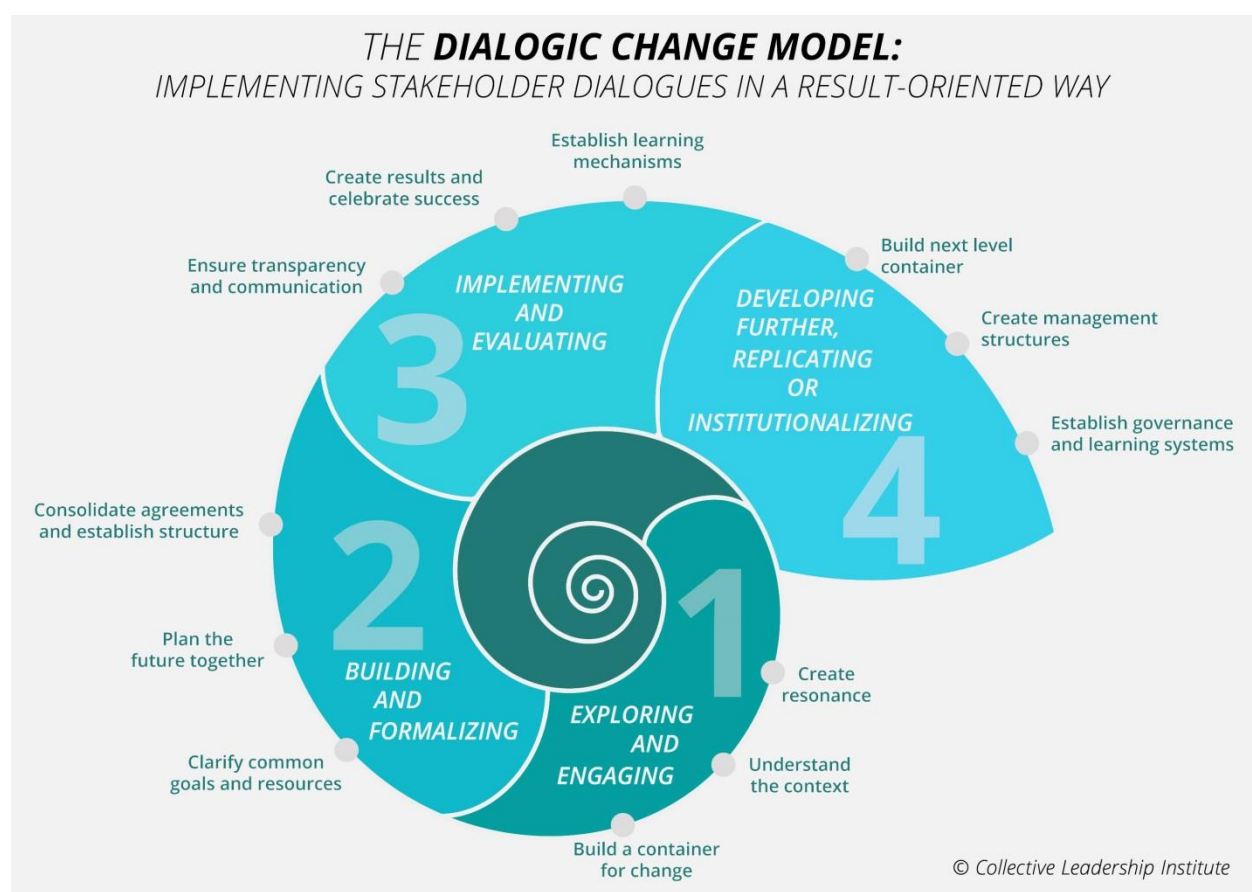 THE DIALOGIC CHANGE MODEL:
IMPLEMENTING STAKEHOLDER DIALOGUES IN A RESULT-ORIENTED WAY
1
EXPLORING
AND
ENGAGING
Create
resonance
Understand
the context
Build a container
for change
2
BUILDING
AND
FORMALIZING
Clarify common
goals and resources
Plan the
future together
Consolidate agreements
and establish structure
3
IMPLEMENTING
AND
EVALUATING
Ensure transparency
and communication
Create results and
celebrate success
Establish learning
mechanisms
4
DEVELOPING
FURTHER,
REPLICATING
OR
INSTITUTIONALIZING
Build next level
container
Create management
structures
Establish governance
and learning systems
© Collective Leadership Institute